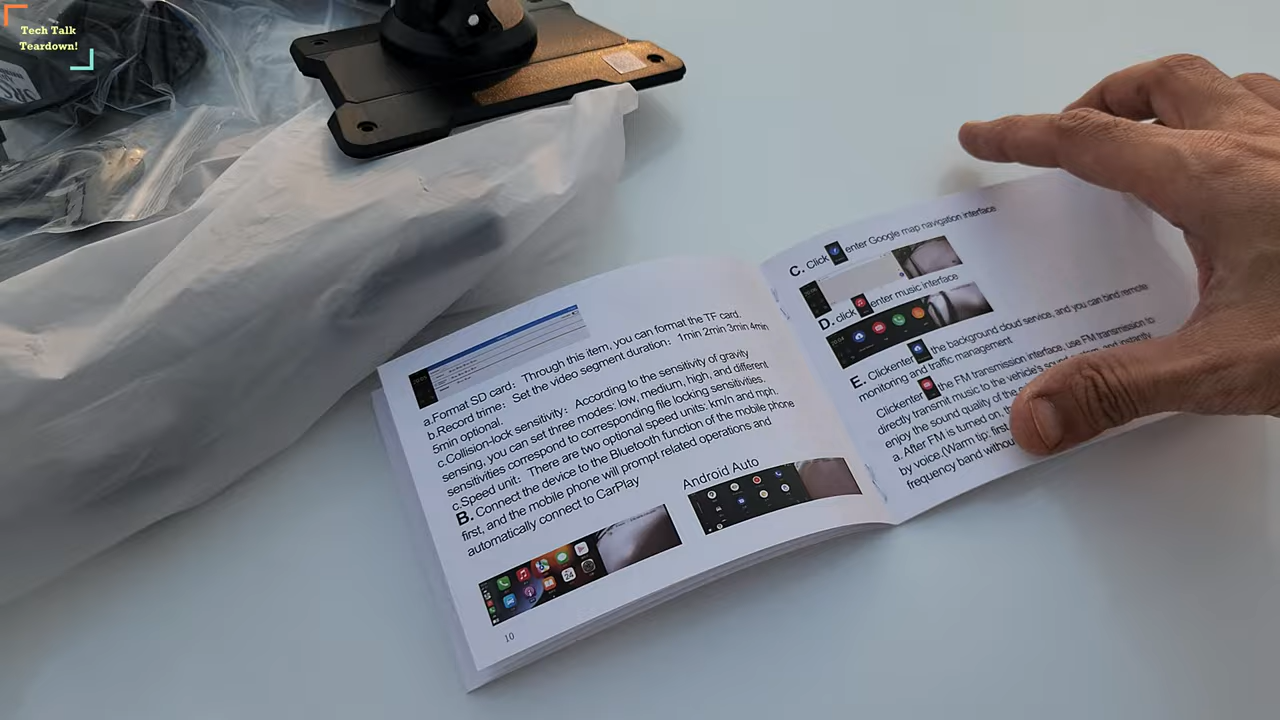 Tech Talk
Teardown!
a.Format SD card： Through this item, you can format the TF card.
b.Record time： Set the video segment duration： 1min 2min 3min 4min
5min optional.
c.Collision-lock sensitivity： According to the sensitivity of gravity
sensing, you can set three modes: low, medium, high, and different
sensitivities correspond to corresponding file locking sensitivities.
c.Speed unit： There are two optional speed units: km/h and mph.
B. Connect the device to the Bluetooth function of the mobile phone
first, and the mobile phone will prompt related operations and
automatically connect to CarPlay
Android Auto
10
C. Click enter Google map navigation interface
D. click enter music interface
E. Clickenter the background cloud service, and you can bind remote
monitoring and traffic management
Clickenter the FM transmission interface, use FM transmission to
directly transmit music to the vehicle's sound and instantly
enjoy the sound quality of the
a. After FM is turned on,
by voice.(Warm tip: first
frequency band